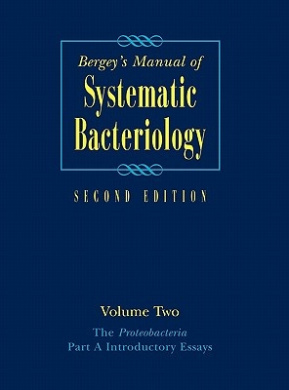 Bergey's Manual of
Systematic
Bacteriology
SECOND EDITION
Volume Two
The Proteobacteria
Part A Introductory Essays